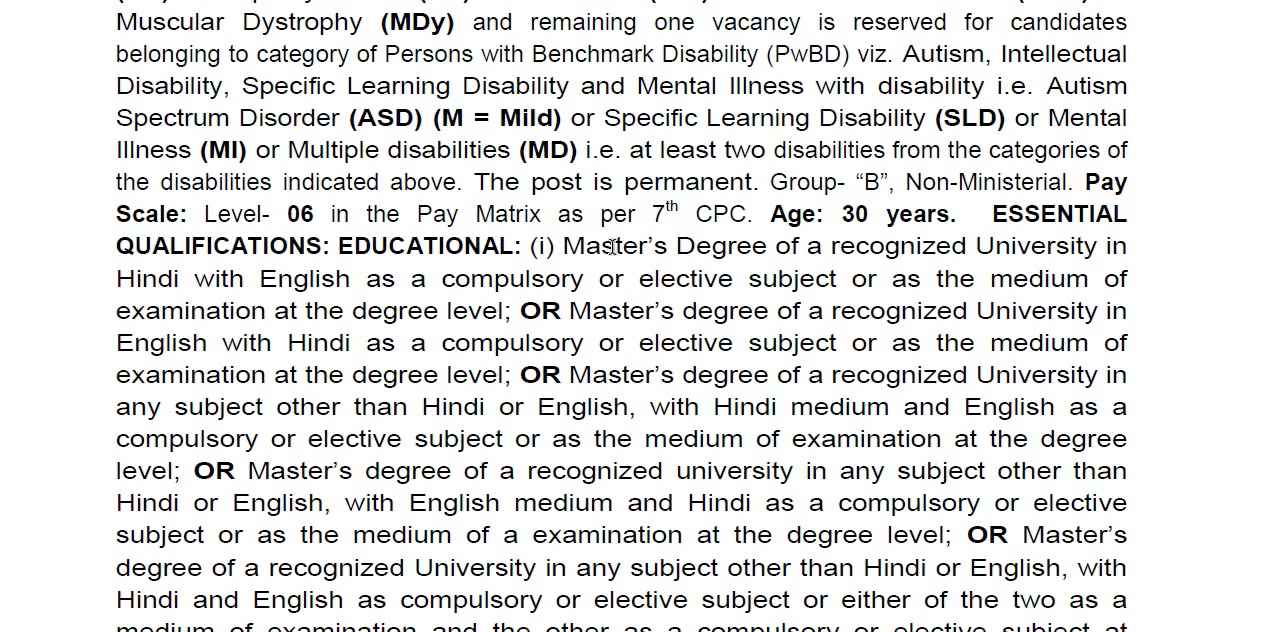 Muscular Dystrophy (MDy) and remaining one vacancy is reserved for candidates
belonging to category of Persons with Benchmark Disability (PwBD) viz. Autism, Intellectual
Disability, Specific Learning Disability and Mental Illness with disability i.e. Autism
Spectrum Disorder (ASD) (M = Mild) or Specific Learning Disability (SLD) or Mental
Illness (MI) or Multiple disabilities (MD) i.e. at least two disabilities from the categories of
the disabilities indicated above. The post is permanent. Group- “B”, Non-Ministerial. Pay
Scale: Level- 06 in the Pay Matrix as per 7th CPC. Age: 30 years. ESSENTIAL
QUALIFICATIONS: EDUCATIONAL: (i) Master’s Degree of a recognized University in
Hindi with English as a compulsory or elective subject or as the medium of
examination at the degree level; OR Master’s degree of a recognized University in
English with Hindi as a compulsory or elective subject or as the medium of
examination at the degree level; OR Master’s degree of a recognized University in
any subject other than Hindi or English, with Hindi medium and English as a
compulsory or elective subject or as the medium of examination at the degree
level; OR Master’s degree of a recognized university in any subject other than
Hindi or English, with English medium and Hindi as a compulsory or elective
subject or as the medium of a examination at the degree level; OR Master’s
degree of a recognized University in any subject other than Hindi or English, with
Hindi and English as compulsory or elective subject or either of the two as a
medium of examination and the other as a compulsory or elective subject at